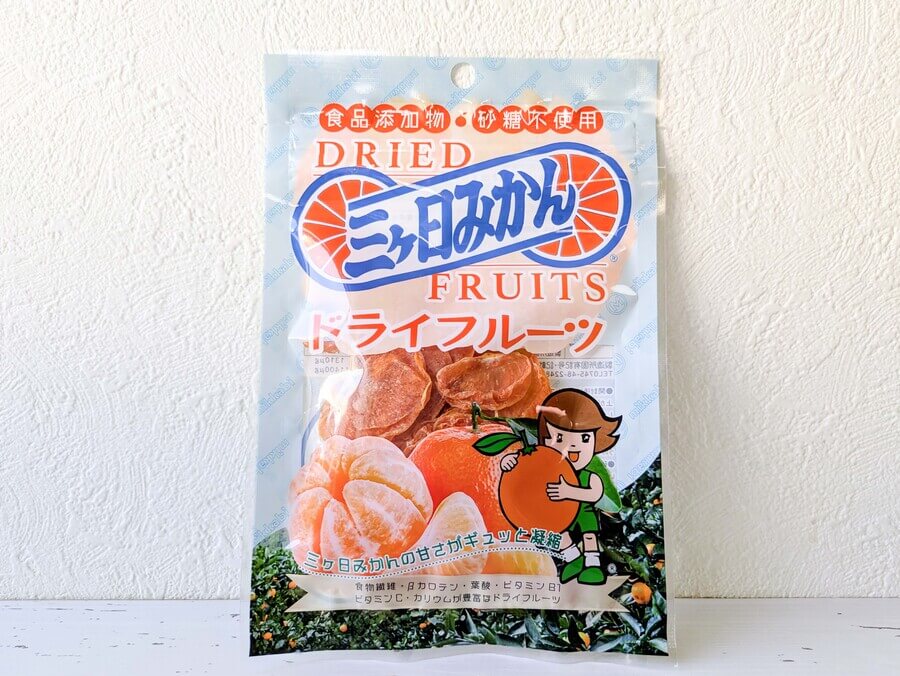 食品添加物・砂糖不使用
DRIED
三ヶ日みかん
®
FRUITS
ドライフルーツ
三ヶ日みかんの甘さがギュッと凝縮
食物繊維・βカロテン・葉酸・ビタミンB1
ビタミンC・カリウムが豊富なドライフルーツ